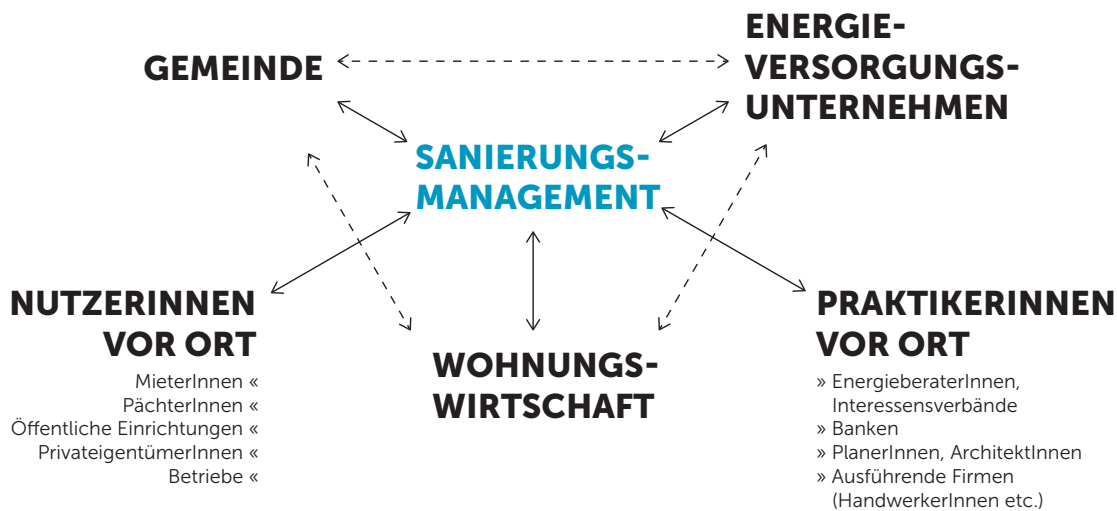 GEMEINDE
ENERGIE-
VERSORGUNGS-
UNTERNEHMEN
SANIERUNGS-
MANAGEMENT
NUTZERINNEN
VOR ORT
MieterInnen «
PächterInnen «
Öffentliche Einrichtungen «
PrivateigentümerInnen «
Betriebe «
WOHNUNGS-
WIRTSCHAFT
PRAKTIKERINNEN
VOR ORT
» EnergieberaterInnen,
Interessensverbände
» Banken
» PlanerInnen, ArchitektInnen
» Ausführende Firmen
(HandwerkerInnen etc.)